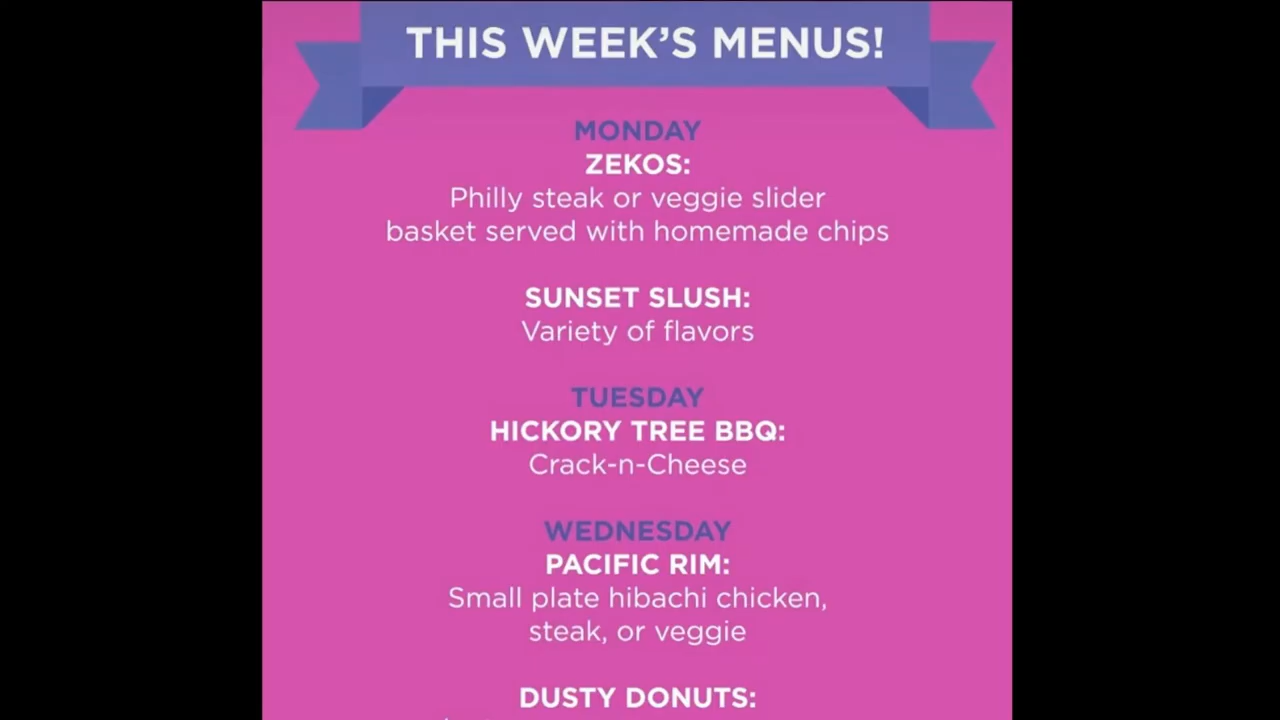 THIS WEEK'S MENUS!
MONDAY
ZEKOS:
Philly steak or veggie slider
basket served with homemade chips
SUNSET SLUSH:
Variety of flavors
TUESDAY
HICKORY TREE BBQ:
Crack-n-Cheese
WEDNESDAY
PACIFIC RIM:
Small plate hibachi chicken,
steak, or veggie
DUSTY DONUTS: